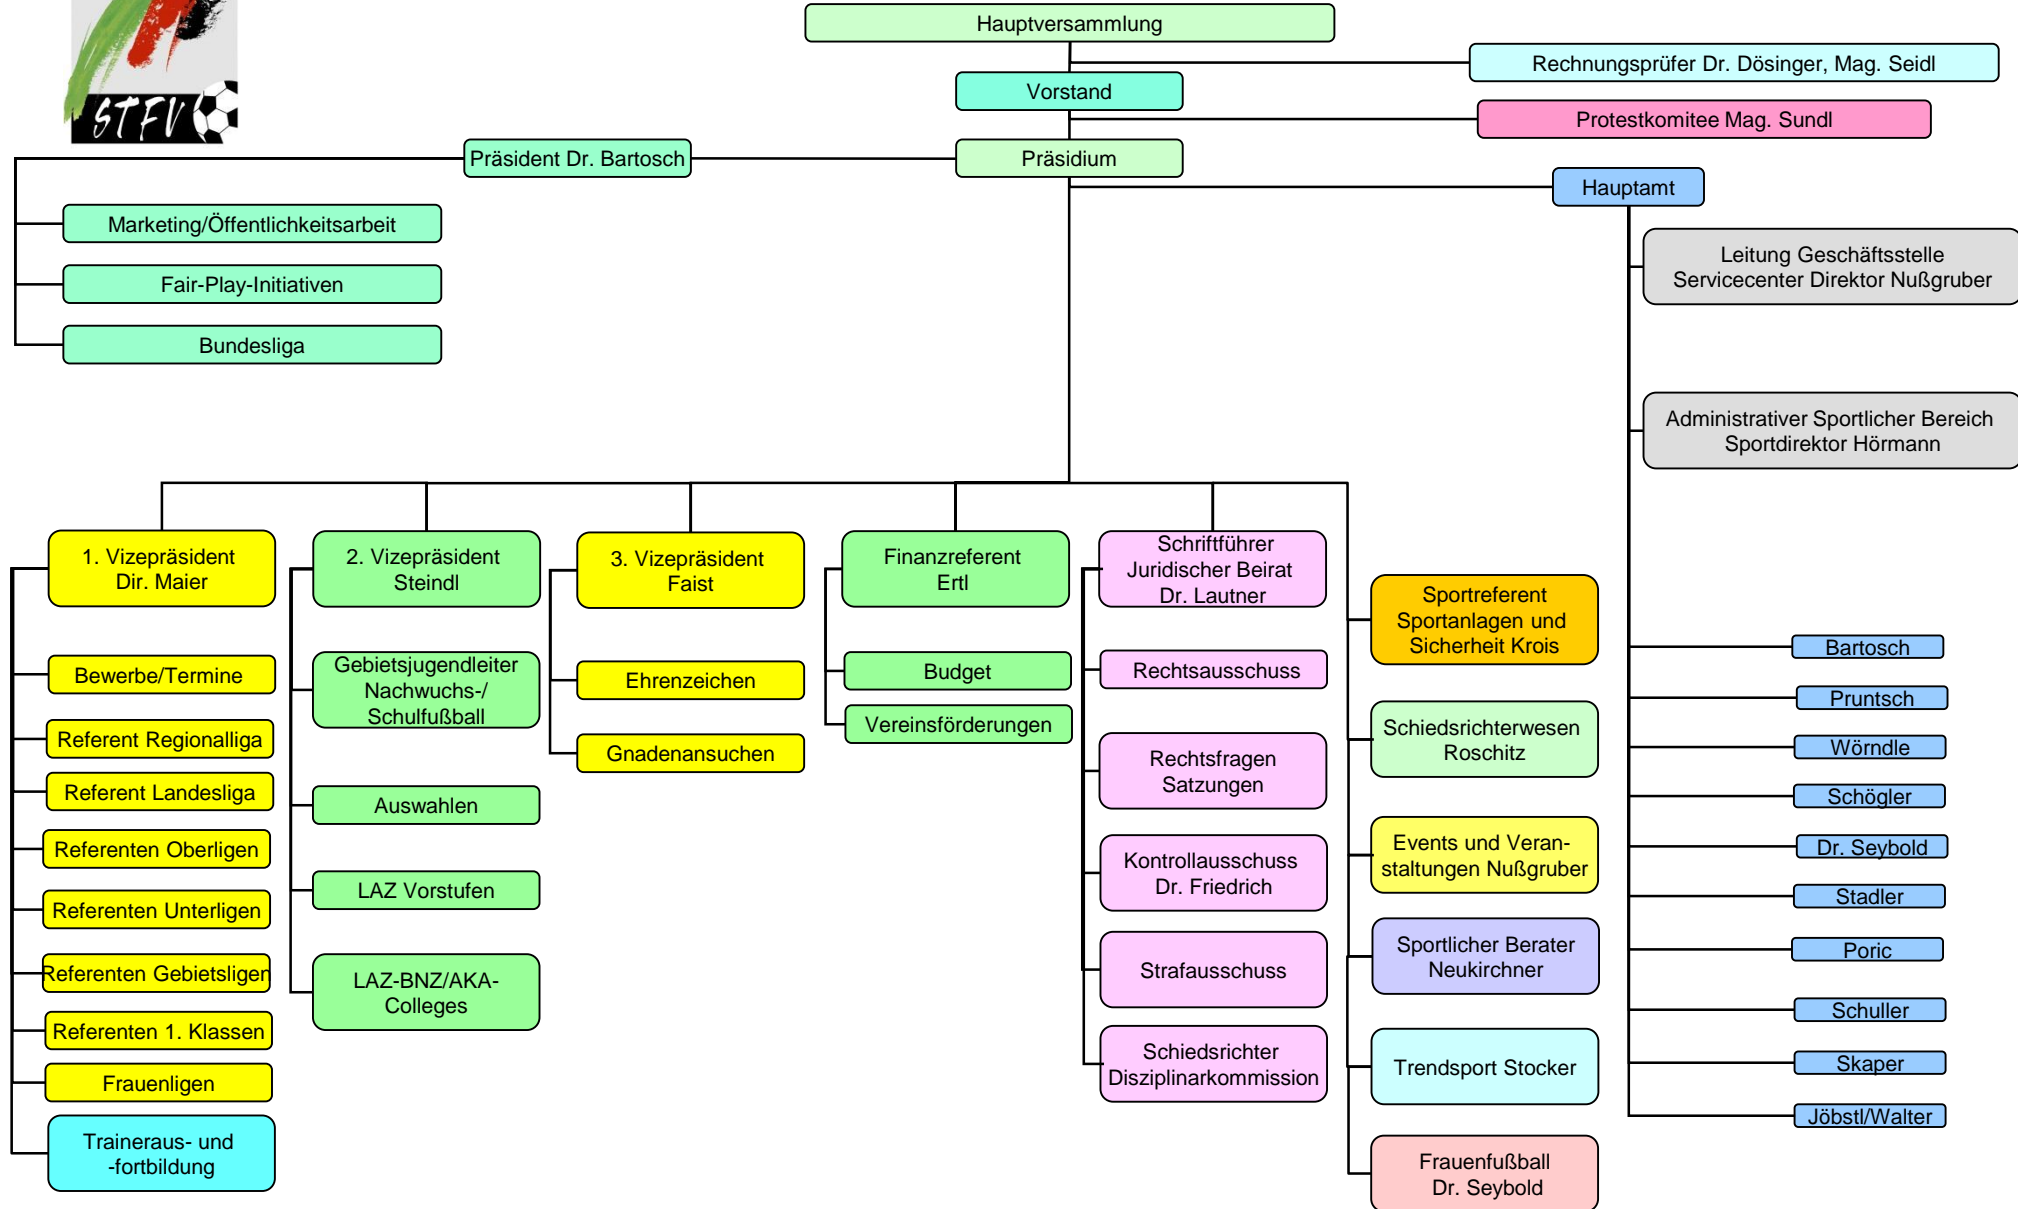 STFV
Hauptversammlung
Rechnungsprüfer Dr. Dösinger, Mag. Seidl
Vorstand
Protestkomitee Mag. Sundl
Präsident Dr. Bartosch
Präsidium
Hauptamt
Marketing/Öffentlichkeitsarbeit
Fair-Play-Initiativen
Bundesliga
Leitung Geschäftsstelle
Servicecenter Direktor Nußgruber
Administrativer Sportlicher Bereich
Sportdirektor Hörmann
1. Vizepräsident
Dir. Maier
Bewerbe/Termine
Referent Regionalliga
Referent Landesliga
Referenten Oberligen
Referenten Unterligen
Referenten Gebietsligen
Referenten 1. Klassen
Frauenligen
Traineraus- und
-fortbildung
2. Vizepräsident
Steindl
Gebietsjugendleiter
Nachwuchs-/
Schulfußball
Auswahlen
LAZ Vorstufen
LAZ-BNZ/AKA-
Colleges
3. Vizepräsident
Faist
Ehrenzeichen
Gnadenansuchen
Finanzreferent
Ertl
Budget
Vereinsförderungen
Schriftführer
Juridischer Beirat
Dr. Lautner
Rechtsausschuss
Rechtsfragen
Satzungen
Kontrollausschuss
Dr. Friedrich
Strafausschuss
Schiedsrichter
Disziplinarkommission
Sportreferent
Sportanlagen und
Sicherheit Krois
Schiedsrichterwesen
Roschitz
Events und Veran-
staltungen Nußgruber
Sportlicher Berater
Neukirchner
Trendsport Stocker
Frauenfußball
Dr. Seybold
Bartosch
Pruntsch
Wörndle
Schögler
Dr. Seybold
Stadler
Poric
Schuller
Skaper
Jöbstl/Walter